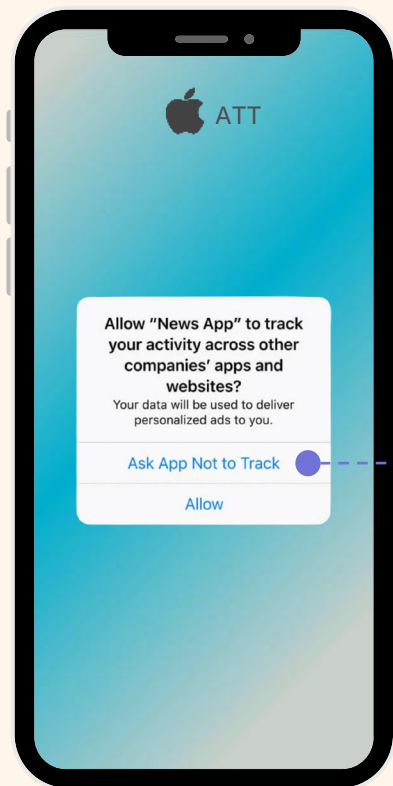 ATT
Allow “News App” to track
your activity across other
companies’ apps and
websites?
Your data will be used to deliver
personalized ads to you.
Ask App Not to Track
Allow